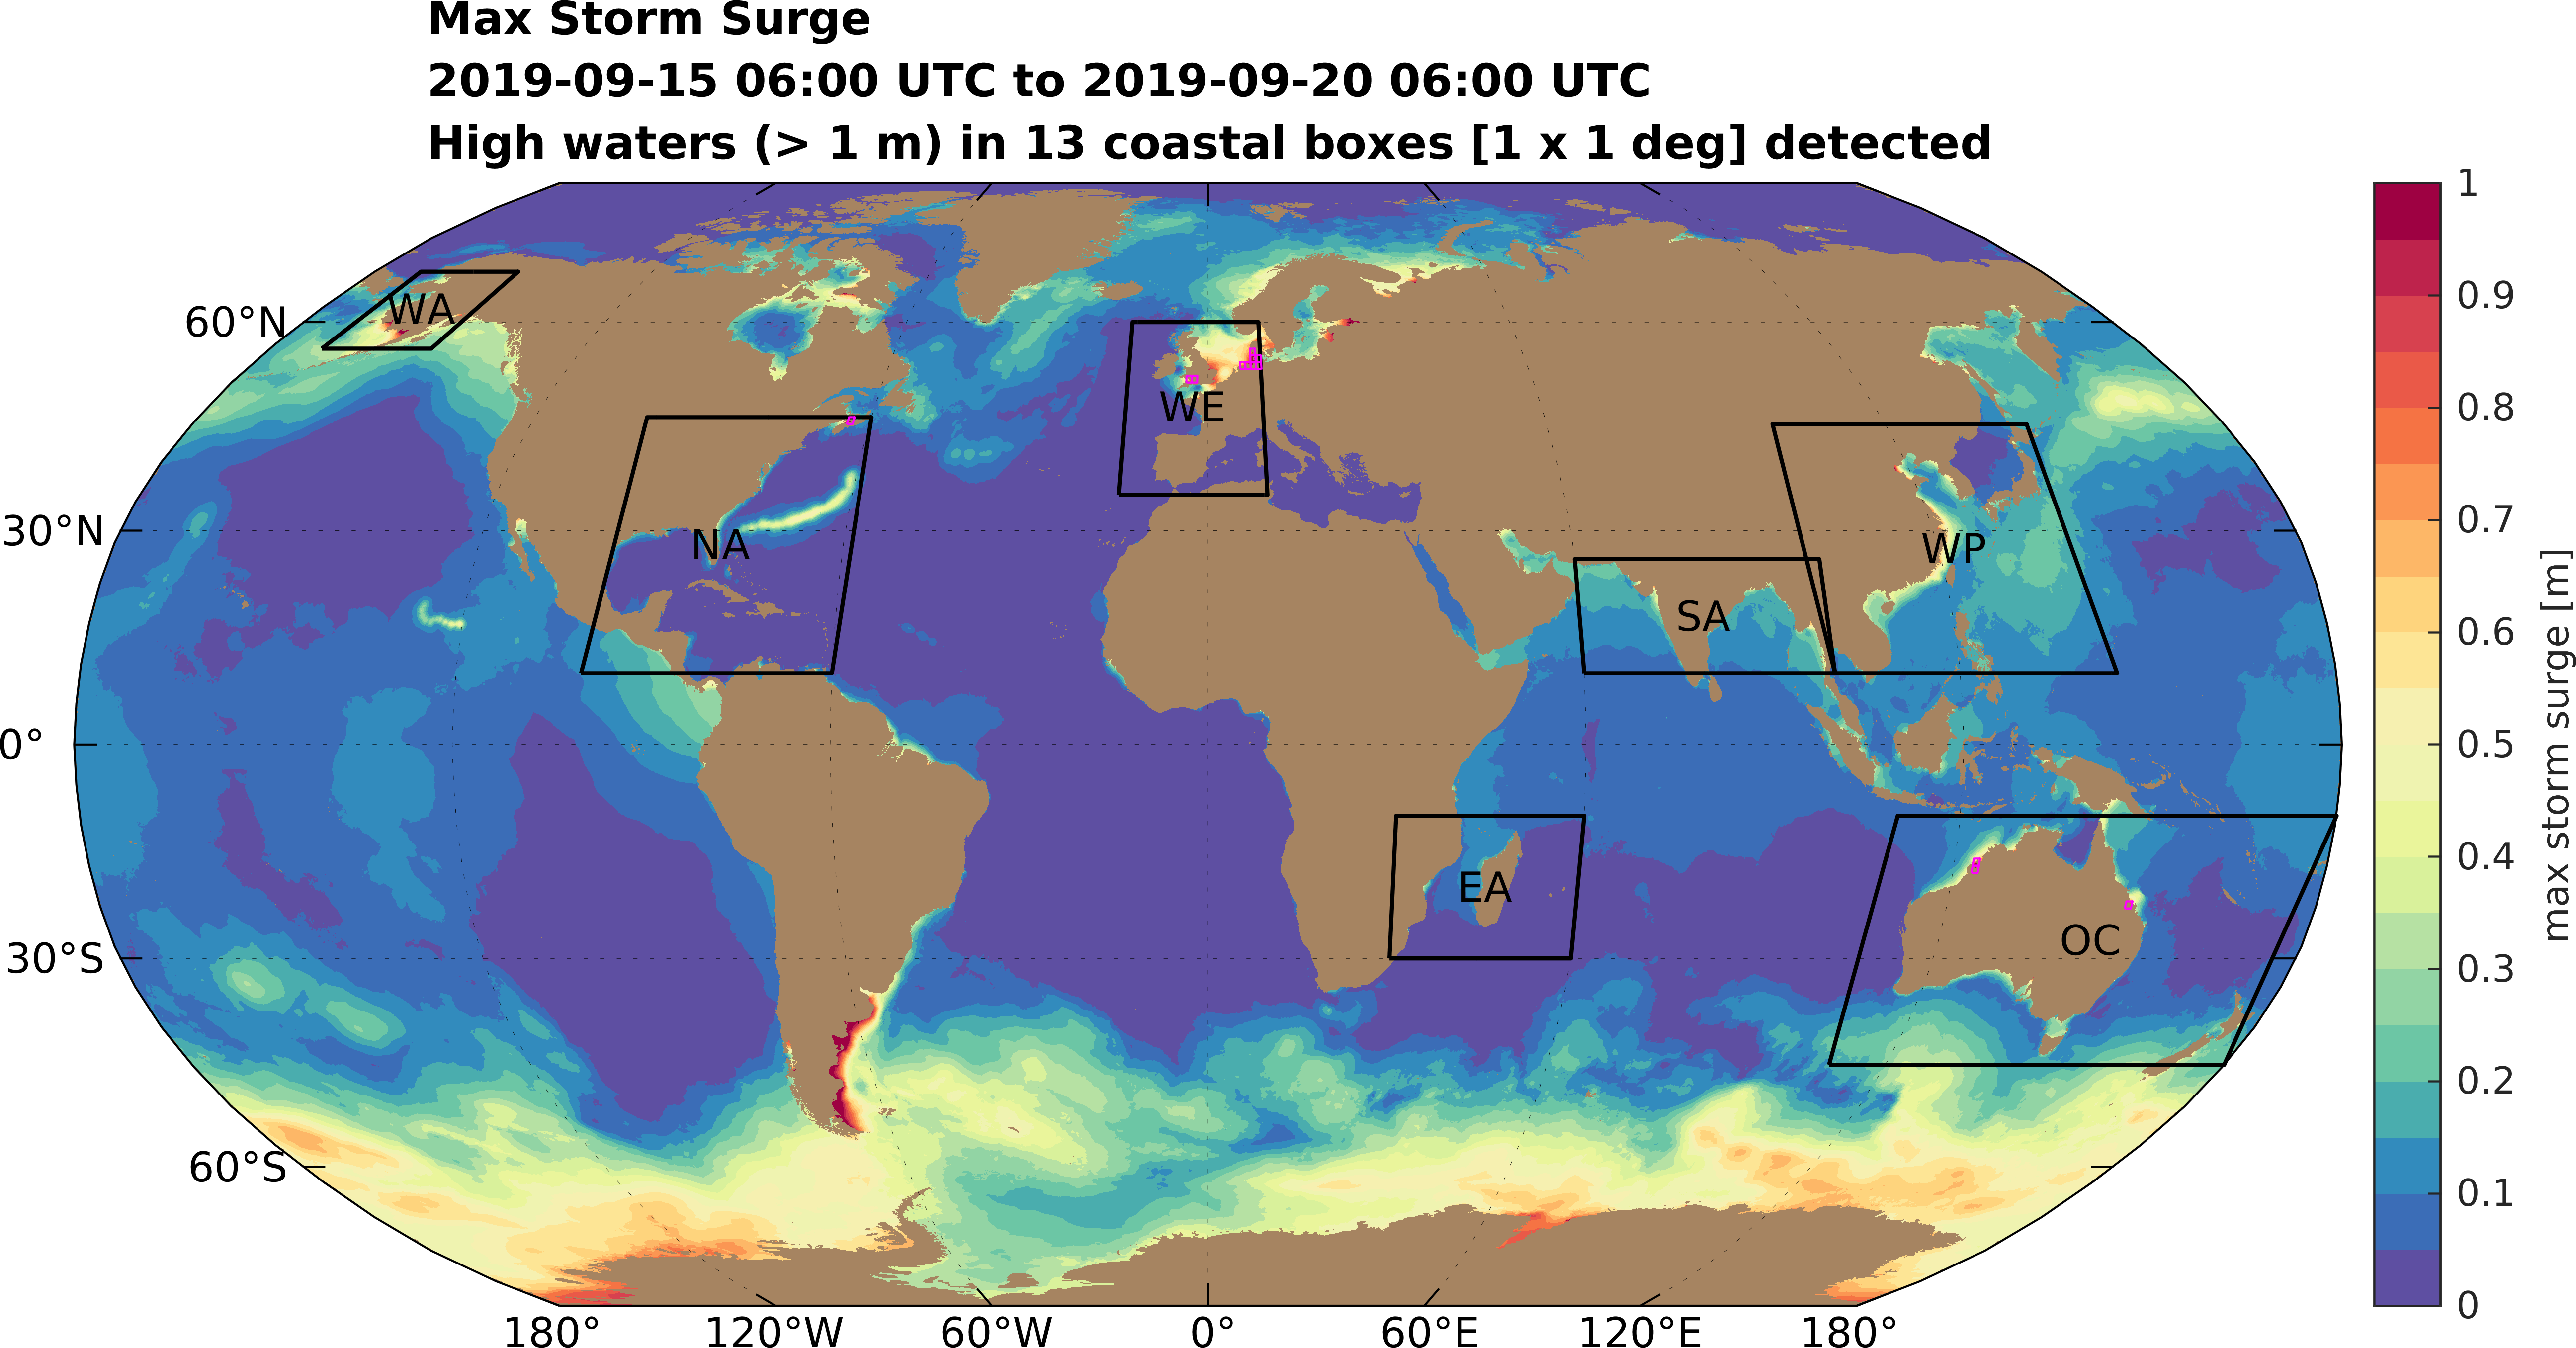 Max Storm Surge
2019-09-15 06:00 UTC to 2019-09-20 06:00 UTC
High waters (> 1 m) in 13 coastal boxes [1 x 1 deg] detected
60°N
30°N
0°
30°S
60°S
WA
NA
WE
SA
WP
EA
OC
180°
120°W
60°W
0°
60°E
120°E
180°
1
0.9
0.8
0.7
0.6
0.5
0.4
0.3
0.2
0.1
0
max storm surge [m]